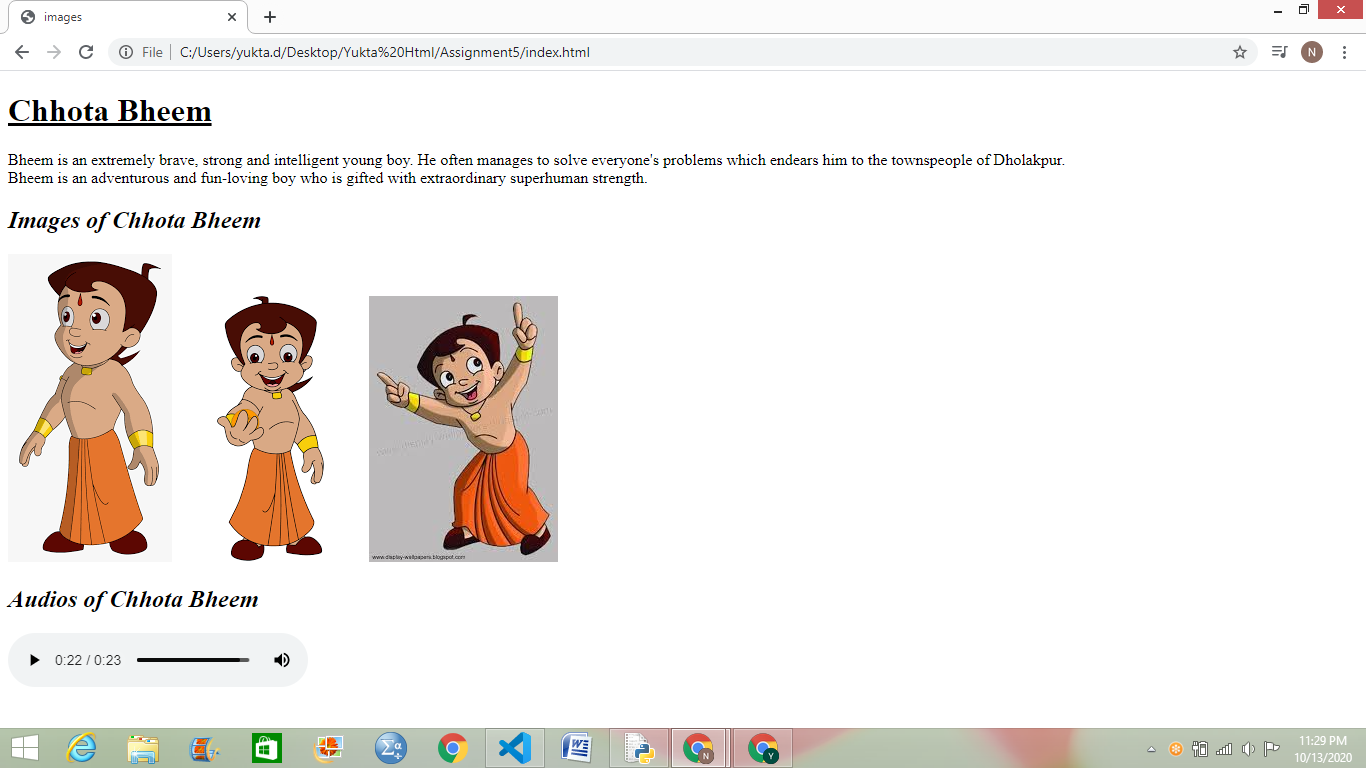 images
File
C:/Users/yukta.d/Desktop/Yukta%20Html/Assignment5/index.html
N
Chhota Bheem
Bheem is an extremely brave, strong and intelligent young boy. He often manages to solve everyone's problems which endears him to the townspeople of Dholakpur.
Bheem is an adventurous and fun-loving boy who is gifted with extraordinary superhuman strength.
Images of Chhota Bheem
www.display-wallpapers.blogspot.com
Audios of Chhota Bheem
0:22 / 0:23
N
Y
11:29 PM
10/13/2020